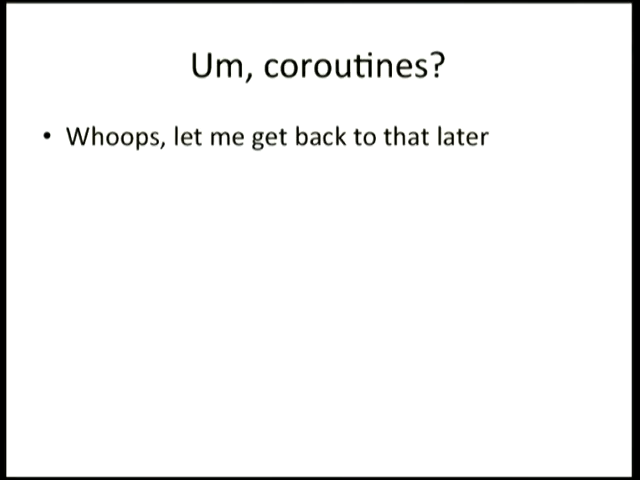 Um, coroutines?
• Whoops, let me get back to that later